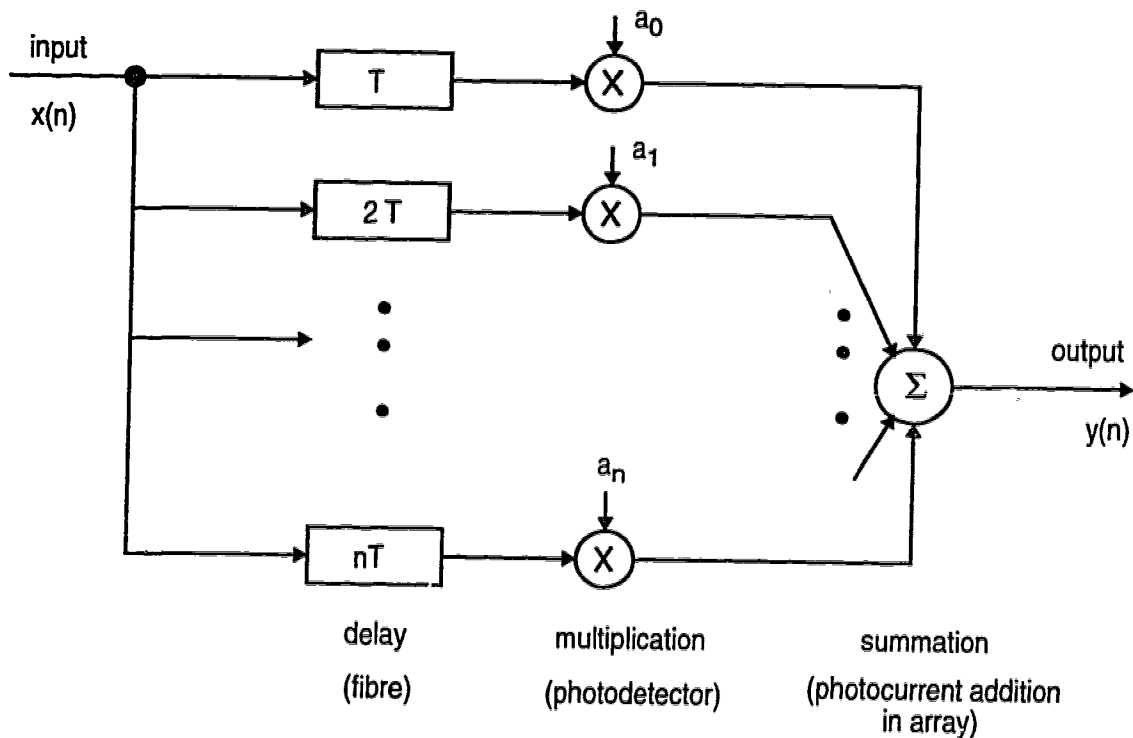 input
x(n)
T
X
a0
2T
X
a1
Σ
output
y(n)
nT
X
an
delay
(fibre)
multiplication
(photodetector)
summation
(photocurrent addition
in array)